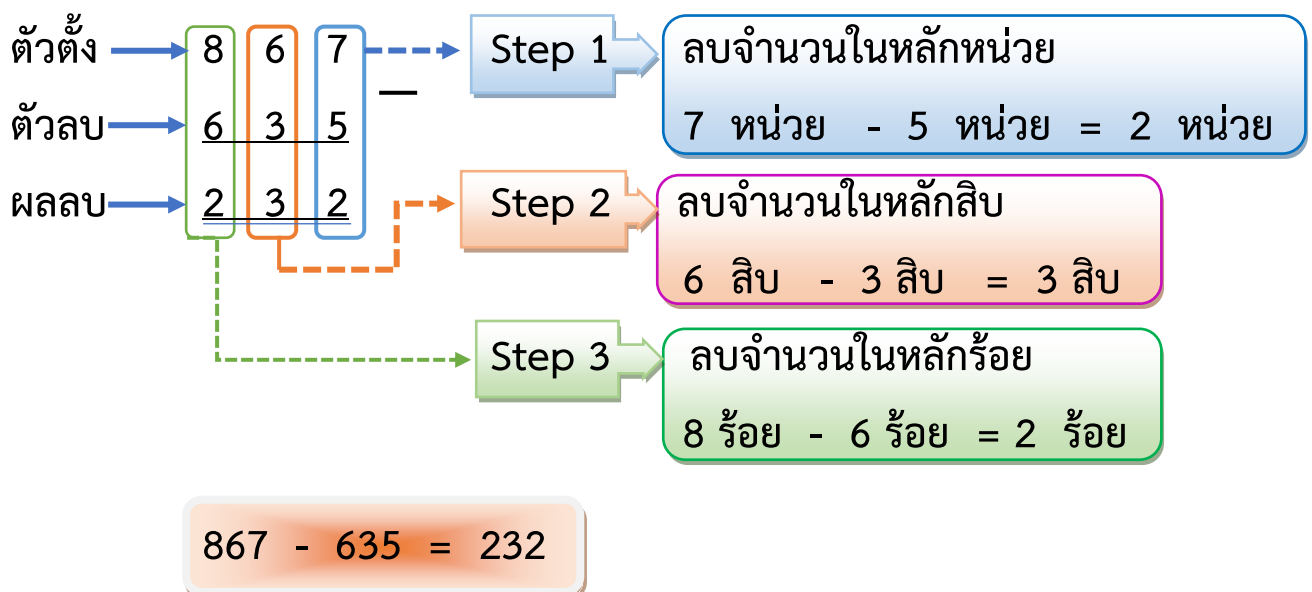 ตัวตั้ง 8 6 7 Step 1 ลบจำนวนในหลักหน่วย
−
ตัวลบ 6 3 5 7 หน่วย - 5 หน่วย = 2 หน่วย
ผลลบ 2 3 2 Step 2 ลบจำนวนในหลักสิบ
6 สิบ - 3 สิบ = 3 สิบ
Step 3 ลบจำนวนในหลักร้อย
8 ร้อย - 6 ร้อย = 2 ร้อย
867 - 635 = 232